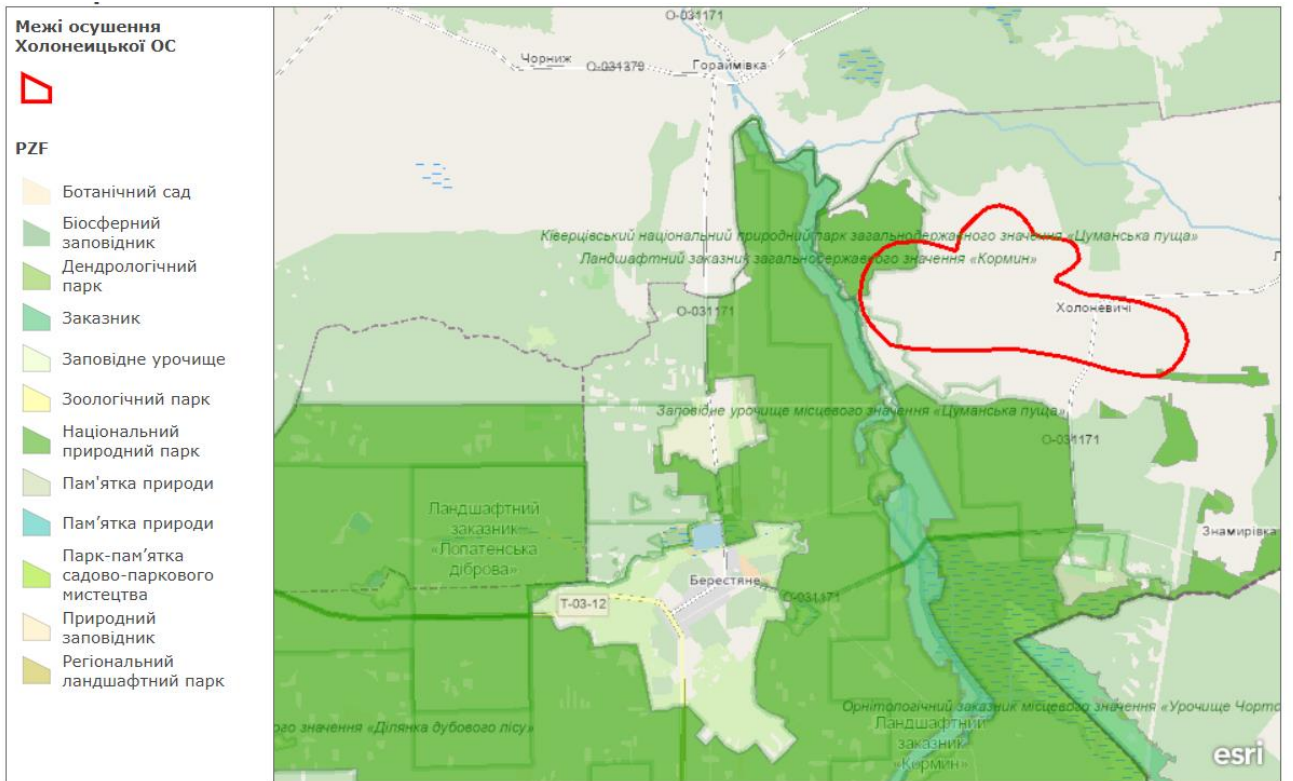 Межі осушення
Холонеицької ОС
PZF
Ботанічний сад
Біосферний
заповідник
Дендрологічний
парк
Заказник
Заповідне урочище
Зоологічний парк
Національний
природний парк
Пам'ятка природи
Пам’ятка природи
Парк-пам’ятка
садово-паркового
мистецтва
Природний
заповідник
Регіональний
ландшафтний парк
О-031171
Чорниж
О-031379
Гораймівка
Ківерцівський національний природний парк загальнодержавного значення «Цуманська пуща»
Ландшафтний заказник загальнодержавного значення «Кормин»
О-031171
Холоневичі
Заповідне урочище місцевого значення «Цуманська пуща»
О-031171
Ландшафтний
заказник
«Лопатенська
діброва»
Знамирівка
Берестяне
Т-03-12
О-031171
Орнітологічний заказник місцевого значення «Урочище Чорто
ого значення «Ділянка дубового лісу»
Ландшафтний
заказник
«Кормин»
esri